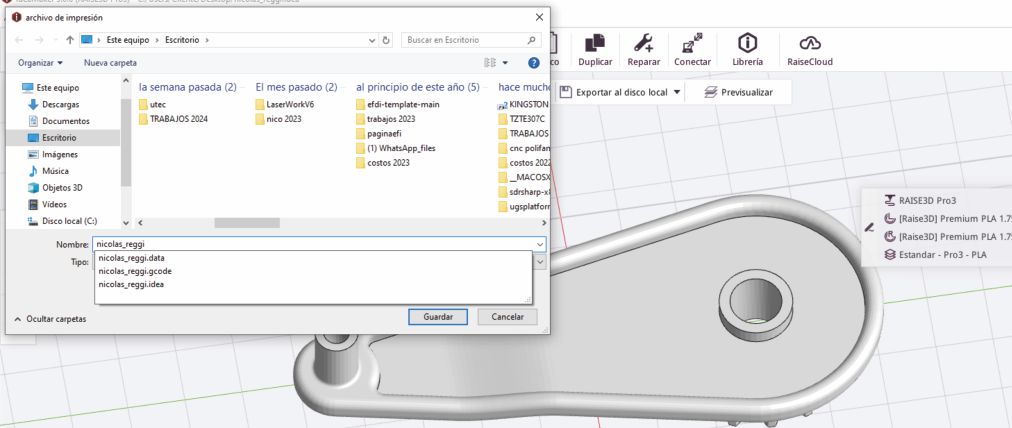 archivo de impresión
Este equipo > Escritorio >
Buscar en Escritorio
Organizar
Nueva carpeta
Este equipo
Descargas
Documentos
Escritorio
Imágenes
Música
Objetos 3D
Vídeos
Disco local (C:)
la semana pasada (2)
utec
TRABAJOS 2024
El mes pasado (2)
LaserWorkV6
nico 2023
al principio de este año (5)
efdi-template-main
trabajos 2023
paginaefi
(1) WhatsApp_files
costos 2023
hace mucho
KINGSTON
TZTE307C
TRABAJOS
cnc polifan
costos 2022
__MACOSX
sdrsharp-x8
ugsplatform
Nombre: nicolas_reggi
Tipo:
nicolas_reggi.data
nicolas_reggi.gcode
nicolas_reggi.idea
Ocultar carpetas
Guardar
Cancelar
Duplicar
Reparar
Conectar
Librería
RaiseCloud
Exportar al disco local
Previsualizar
RAISE3D Pro3
[Raise3D] Premium PLA 1.75
[Raise3D] Premium PLA 1.75
Estandar - Pro3 - PLA